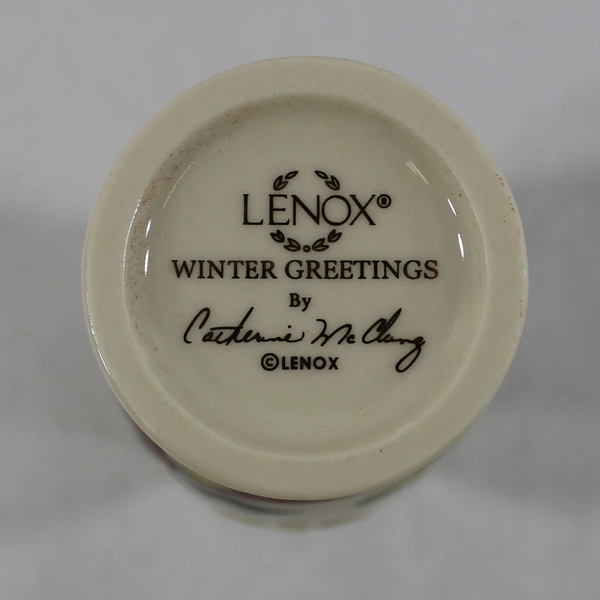 LENOX®
WINTER GREETINGS
By
Catherine McClung
©LENOX